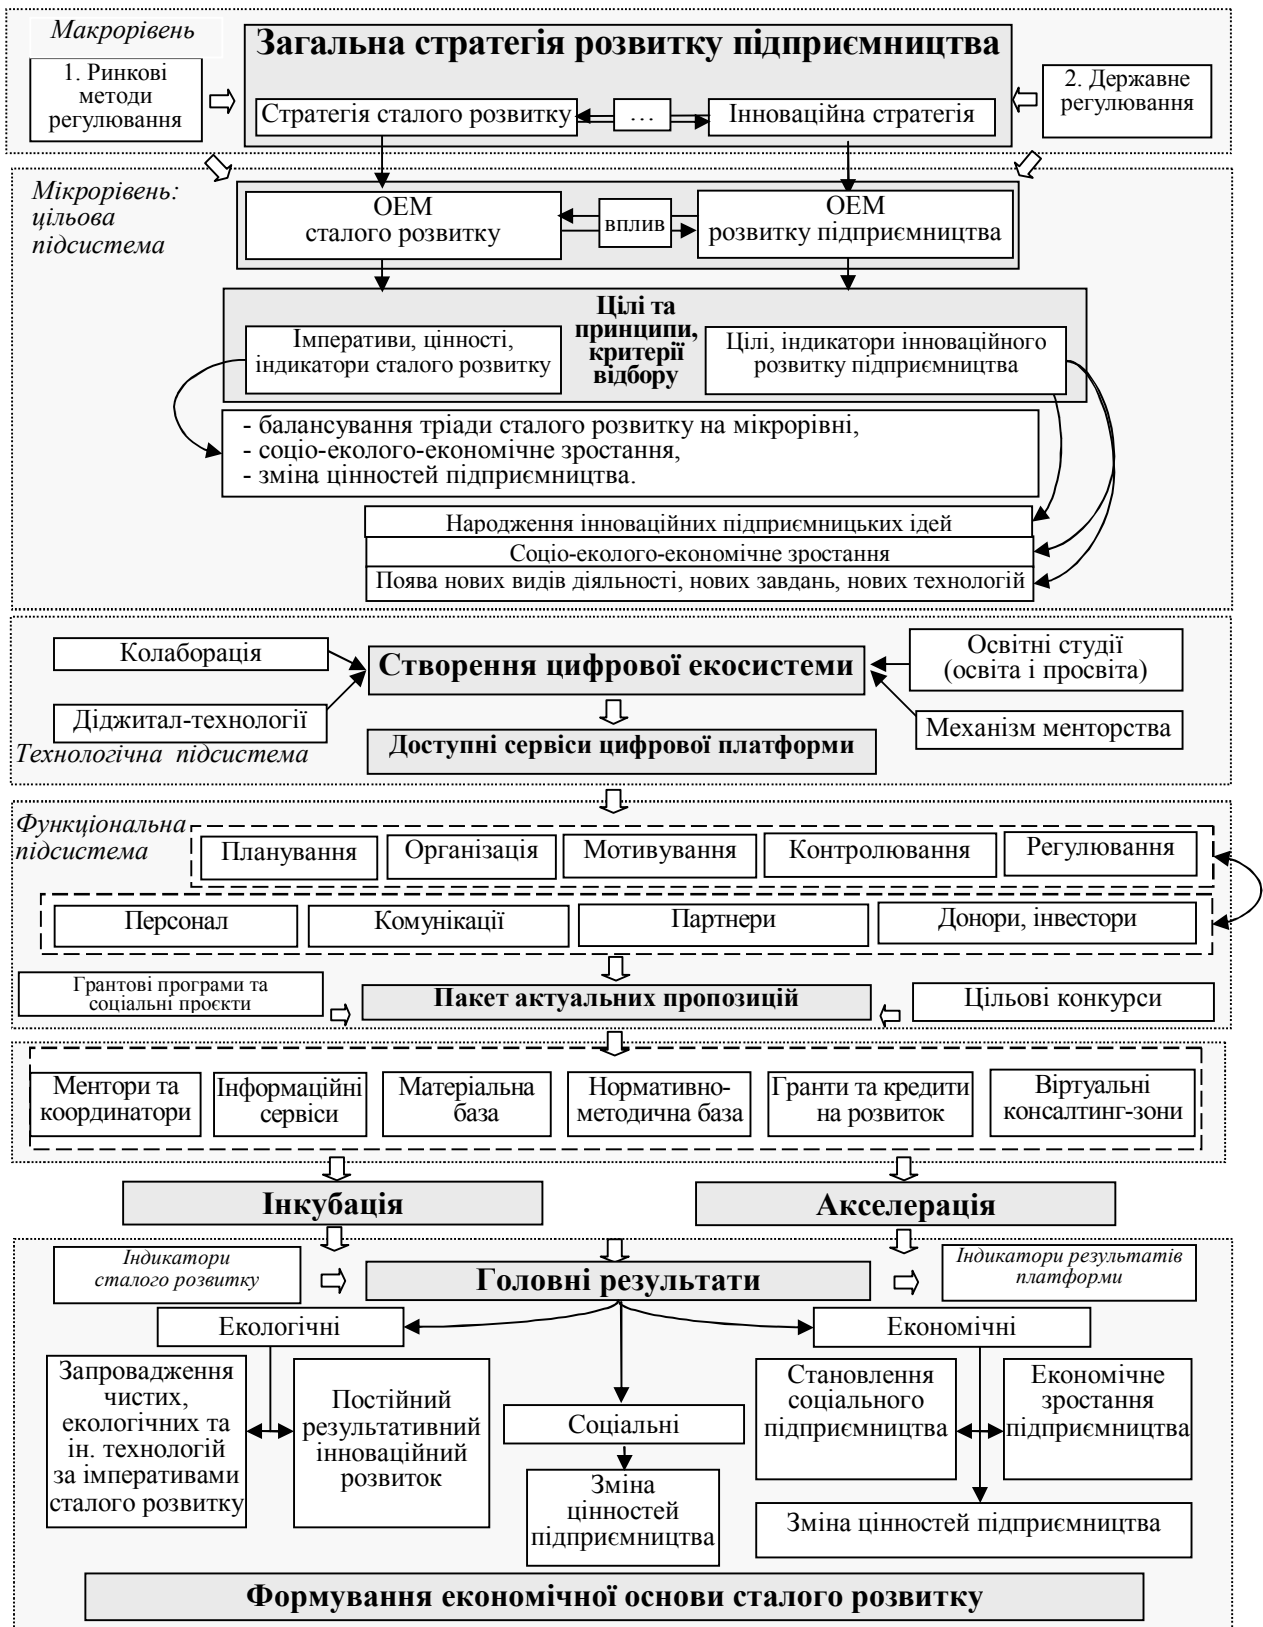 Макрорівень
Загальна стратегія розвитку підприємництва
1. Ринкові
методи
регулювання
2. Державне
регулювання
Стратегія сталого розвитку
…
Інноваційна стратегія
Мікрорівень:
цільова
підсистема
ОЕМ
сталого розвитку
вплив
ОЕМ
розвитку підприємництва
Цілі та
принципи,
критерії
відбору
Імперативи, цінності,
індикатори сталого розвитку
Цілі, індикатори інноваційного
розвитку підприємництва
- балансування тріади сталого розвитку на мікрорівні,
- соціо-еколого-економічне зростання,
- зміна цінностей підприємництва.
Народження інноваційних підприємницьких ідей
Соціо-еколого-економічне зростання
Поява нових видів діяльності, нових завдань, нових технологій
Колаборація
Створення цифрової екосистеми
Освітні студії
(освіта і просвіта)
Діджитал-технології
Механізм менторства
Технологічна підсистема
Доступні сервіси цифрової платформи
Функціональна
підсистема
Планування
Організація
Мотивування
Контролювання
Регулювання
Персонал
Комунікації
Партнери
Донори, інвестори
Грантові програми та
соціальні проєкти
Пакет актуальних пропозицій
Цільові конкурси
Ментори та
координатори
Інформаційні
сервіси
Матеріальна
база
Нормативно-
методична база
Гранти та кредити
на розвиток
Віртуальні
консалтинг-зони
Інкубація
Акселерація
Індикатори
сталого розвитку
Головні результати
Індикатори результатів
платформи
Екологічні
Економічні
Запровадження
чистих,
екологічних та
ін. технологій
за імперативами
сталого розвитку
Постійний
результативний
інноваційний
розвиток
Соціальні
Зміна
цінностей
підприємництва
Становлення
соціального
підприємництва
Економічне
зростання
підприємництва
Зміна цінностей підприємництва
Формування економічної основи сталого розвитку